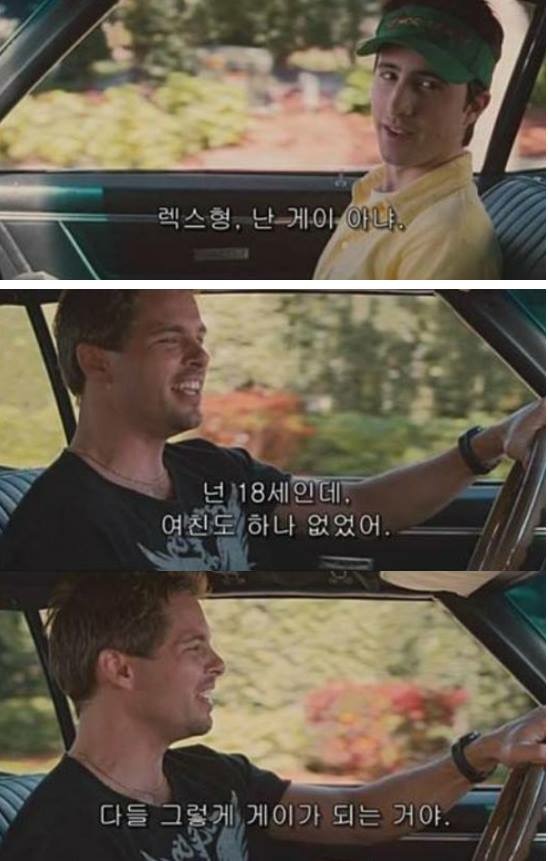 렉스형, 난 게이 아냐.
넌 18세인데.
여친도 하나 없었어.
다들 그렇게 게이가 되는 거야.